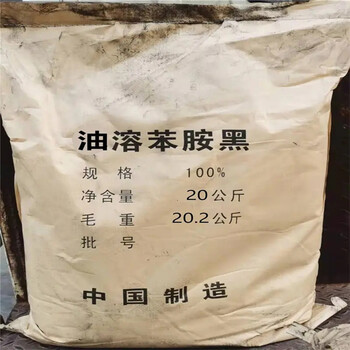 油溶苯胺黑
规格 100%
净含量 20公斤
毛重 20.2公斤
批号
中国制造